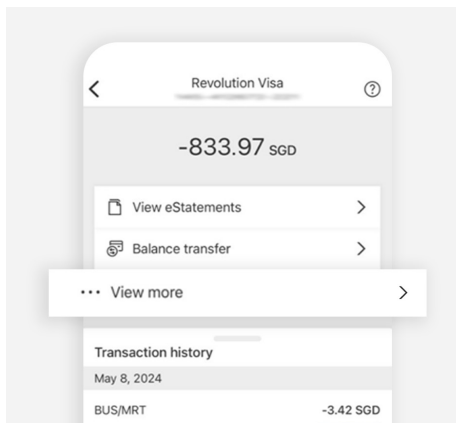 Revolution Visa
-833.97 SGD
View eStatements
Balance transfer
View more
Transaction history
May 8, 2024
BUS/MRT -3.42 SGD